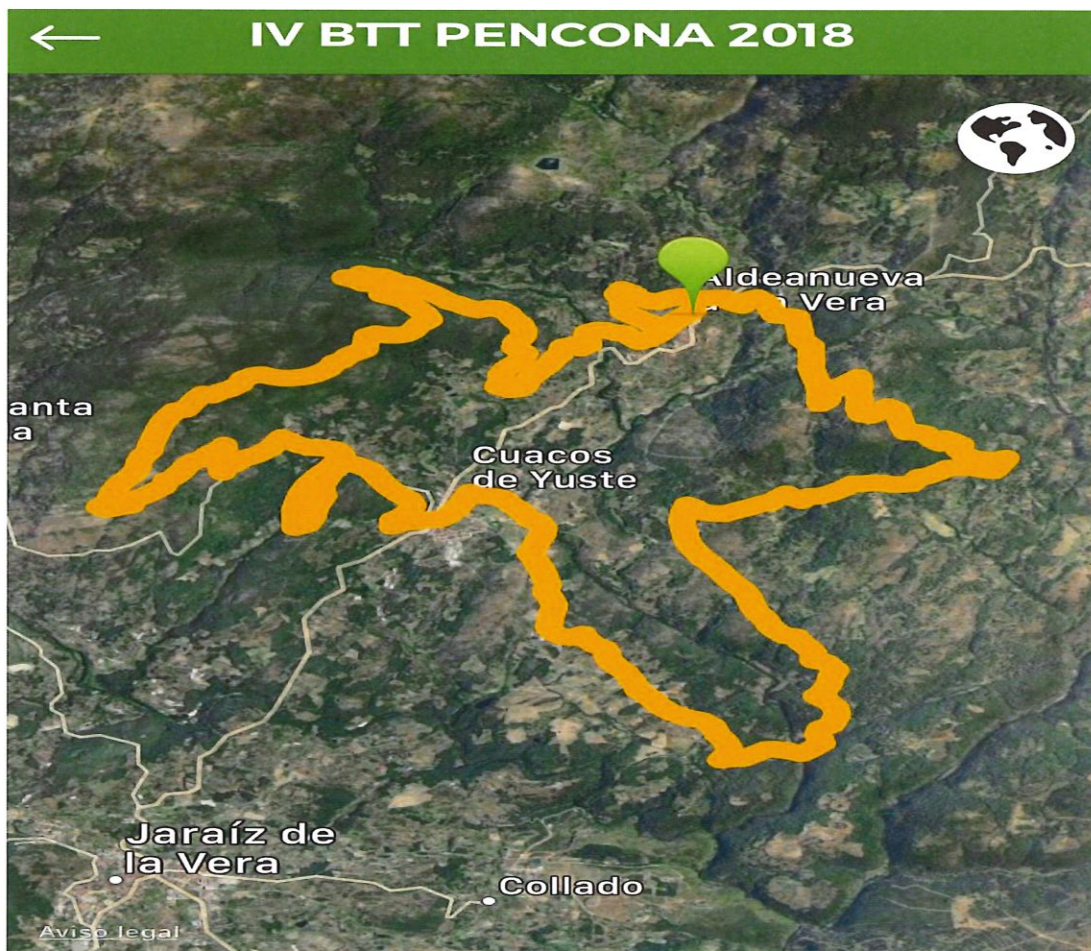 IV BTT PENCONA 2018
Aldeanueva
Vera
anta
a
Cuacos
de Yuste
Jaraíz de
la Vera
Collado
Aviso legal